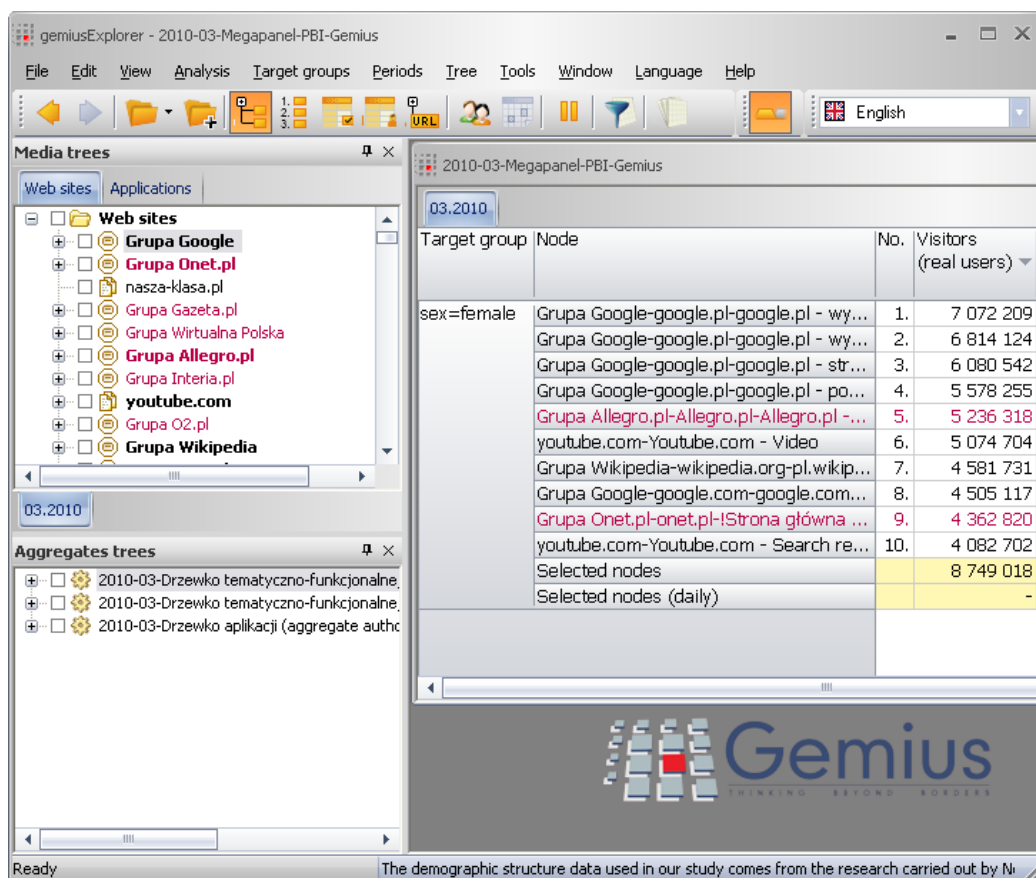 gemiusExplorer - 2010-03-Megapanel-PBI-Gemius
File Edit View Analysis Target groups Periods Tree Tools Window Language Help
1.
2.
3.
URL
English
Media trees
Web sites Applications
Web sites
Grupa Google
Grupa Onet.pl
nasza-klasa.pl
Grupa Gazeta.pl
Grupa Wirtualna Polska
Grupa Allegro.pl
Grupa Interia.pl
youtube.com
Grupa O2.pl
Grupa Wikipedia
03.2010
Aggregates trees
2010-03-Drzewko tematyczno-funkcjonalne_
2010-03-Drzewko tematyczno-funkcjonalne_
2010-03-Drzewko aplikacji (aggregate autho
2010-03-Megapanel-PBI-Gemius
03.2010
Target group Node No. Visitors
(real users)
sex=female Grupa Google-google.pl-google.pl - wy... 1. 7 072 209
Grupa Google-google.pl-google.pl - wy... 2. 6 814 124
Grupa Google-google.pl-google.pl - str... 3. 6 080 542
Grupa Google-google.pl-google.pl - po... 4. 5 578 255
Grupa Allegro.pl-Allegro.pl-Allegro.pl -... 5. 5 236 318
youtube.com-Youtube.com - Video 6. 5 074 704
Grupa Wikipedia-wikipedia.org-pl.wikip... 7. 4 581 731
Grupa Google-google.com-google.com... 8. 4 505 117
Grupa Onet.pl-onet.pl-!Strona główna ... 9. 4 362 820
youtube.com-Youtube.com - Search re... 10. 4 082 702
Selected nodes 8 749 018
Selected nodes (daily) -
Gemius
THINKING BEYOND BORDERS
Ready The demographic structure data used in our study comes from the research carried out by